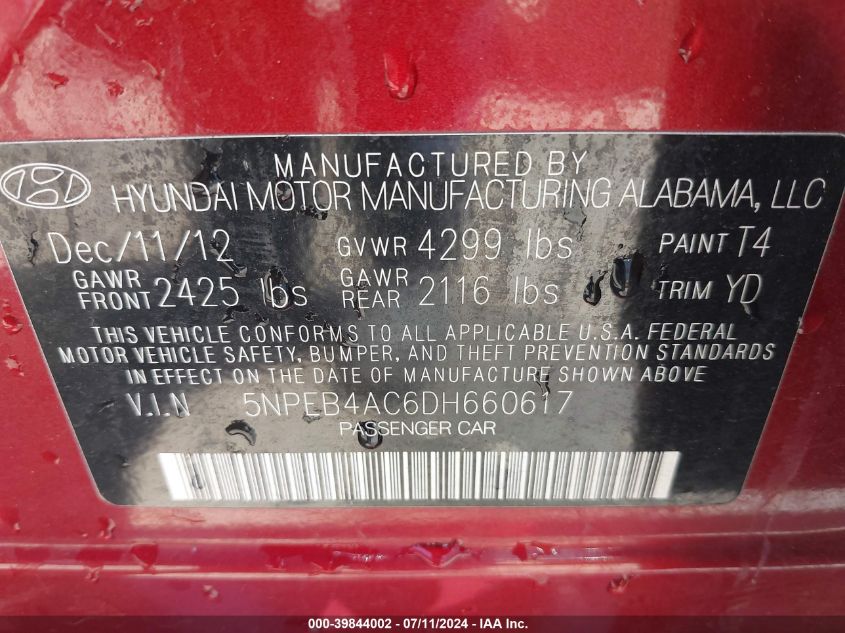 MANUFACTURED BY
HYUNDAI MOTOR MANUFACTURING ALABAMA, LLC
Dec/11/12 GVWR 4299 lbs PAINT T4
GAWR FRONT 2425 lbs GAWR REAR 2116 lbs TRIM YD
THIS VEHICLE CONFORMS TO ALL APPLICABLE U.S.A. FEDERAL
MOTOR VEHICLE SAFETY, BUMPER, AND THEFT PREVENTION STANDARDS
IN EFFECT ON THE DATE OF MANUFACTURE SHOWN ABOVE
V.I.N 5NPEB4AC6DH660617
PASSENGER CAR
000-39844002 - 07/11/2024 - IAA Inc.